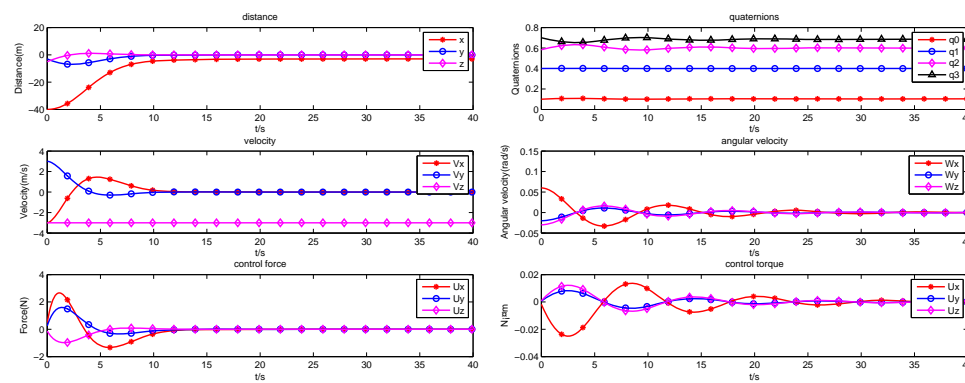 distance
Distance(m)
20
0
−20
−40
0 5 10 15 20 25 30 35 40
t/s
x
y
z
quaternions
Quaternions
0.8
0.6
0.4
0.2
0
0 5 10 15 20 25 30 35 40
t/s
q0
q1
q2
q3
velocity
Velocity(m/s)
4
2
0
−2
−4
0 5 10 15 20 25 30 35 40
t/s
Vx
Vy
Vz
angular velocity
Angular velocity(rad/s)
0.15
0.1
0.05
0
−0.05
0 5 10 15 20 25 30 35 40
t/s
Wx
Wy
Wz
control force
Force(N)
4
2
0
−2
0 5 10 15 20 25 30 35 40
t/s
Ux
Uy
Uz
control torque
0.02
0
−0.02
−0.04
0 5 10 15 20 25 30 35 40
t/s
Ux
Uy
Uz